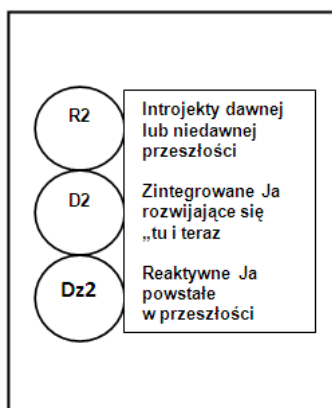 R2
Introjekty dawnej
lub niedawnej
przeszłości
D2
Zintegrowane Ja
rozwijające się
„tu i teraz
Dz2
Reaktywne Ja
powstałe
w przeszłości